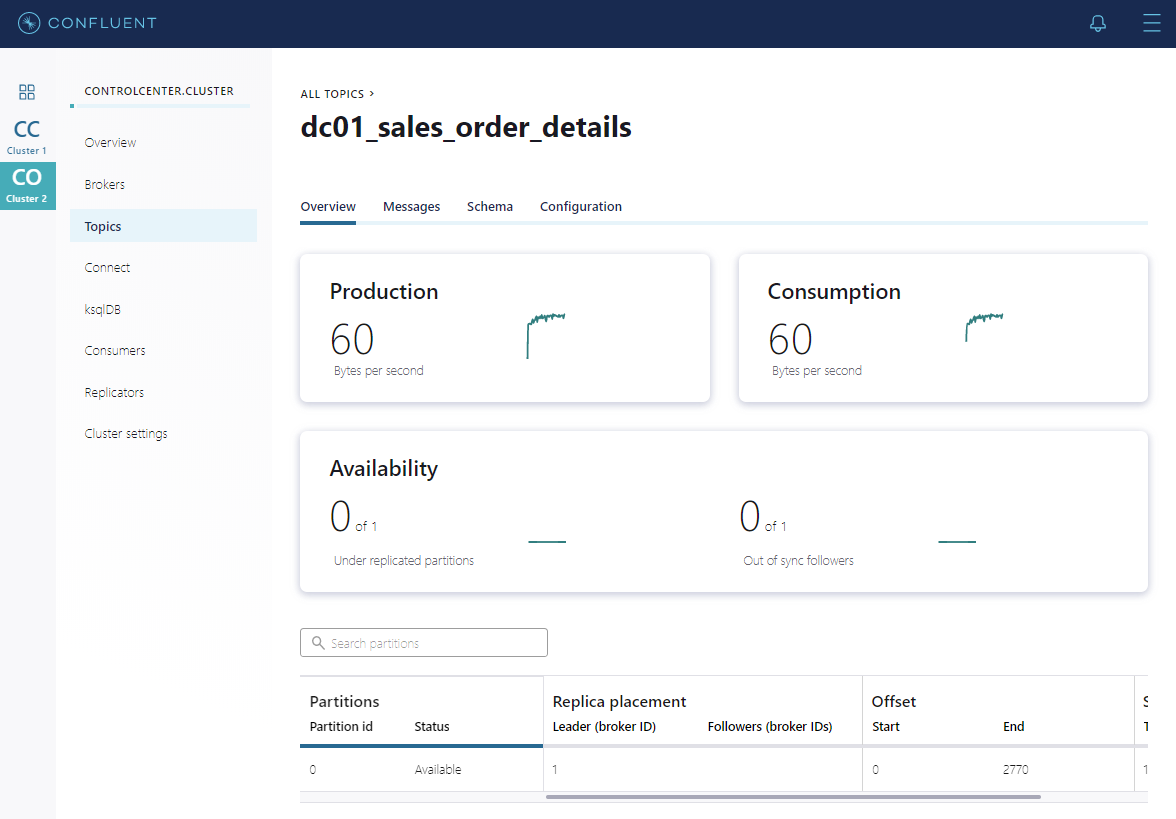 CONFLUENT
CC
Cluster 1
CO
Cluster 2
CONTROLCENTER.CLUSTER
Overview
Brokers
Topics
Connect
ksqlDB
Consumers
Replicators
Cluster settings
ALL TOPICS >
dc01_sales_order_details
Overview Messages Schema Configuration
Production
60
Bytes per second
Consumption
60
Bytes per second
Availability
0 of 1
Under replicated partitions
0 of 1
Out of sync followers
Search partitions
Partitions Replica placement Offset
Partition id Status Leader (broker ID) Followers (broker IDs) Start End
0 Available 1 0 2770